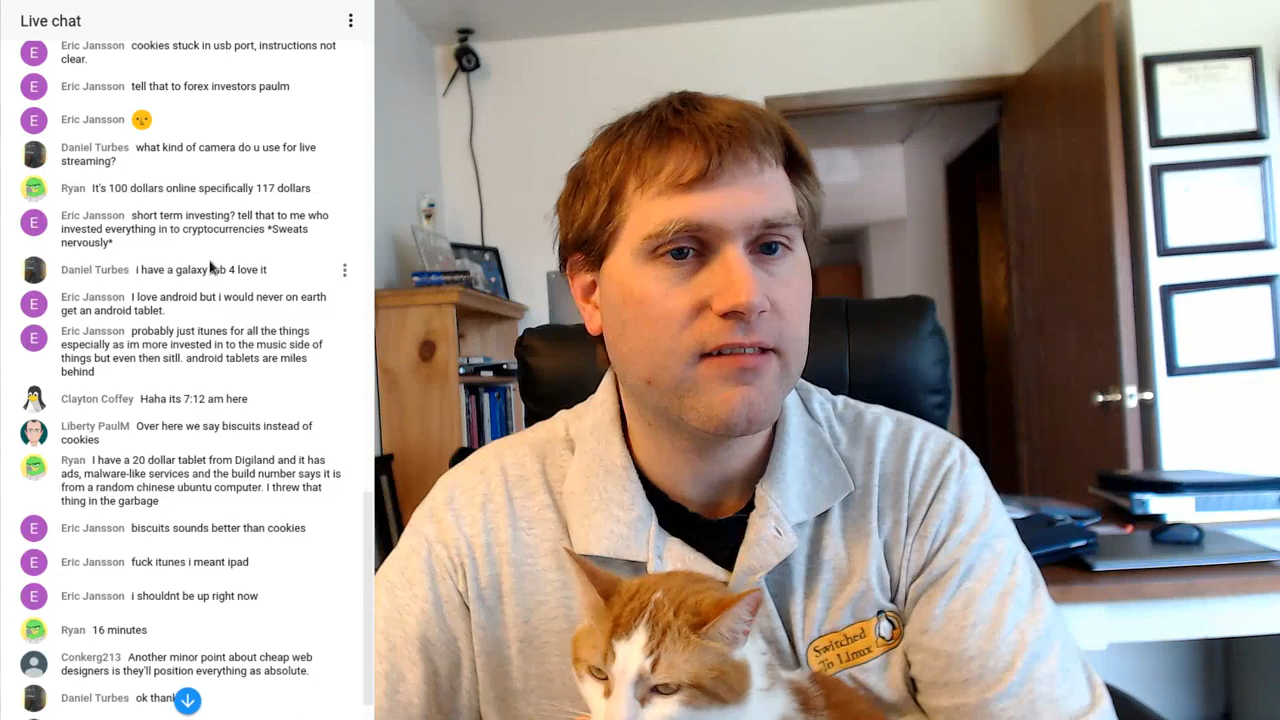 Live chat
Eric Jansson cookies stuck in usb port, instructions not
clear.
Eric Jansson tell that to forex investors paulm
Eric Jansson
Daniel Turbes what kind of camera do u use for live
streaming?
Ryan It's 100 dollars online specifically 117 dollars
Eric Jansson short term investing? tell that to me who
invested everything in to cryptocurrencies *Sweats
nervously*
Daniel Turbes i have a galaxy tab 4 love it
Eric Jansson I love android but i would never on earth
get an android tablet.
Eric Jansson probably just itunes for all the things
especially as im more invested in to the music side of
things but even then sitll. android tablets are miles
behind
Clayton Coffey Haha its 7:12 am here
Liberty PaulM Over here we say biscuits instead of
cookies
Ryan I have a 20 dollar tablet from Digiland and it has
ads, malware-like services and the build number says it is
from a random chinese ubuntu computer. I threw that
thing in the garbage
Eric Jansson biscuits sounds better than cookies
Eric Jansson fuck itunes i meant ipad
Eric Jansson i shouldnt be up right now
Ryan 16 minutes
Conkerg213 Another minor point about cheap web
designers is they'll position everything as absolute.
Daniel Turbes ok
Switched
To Linux